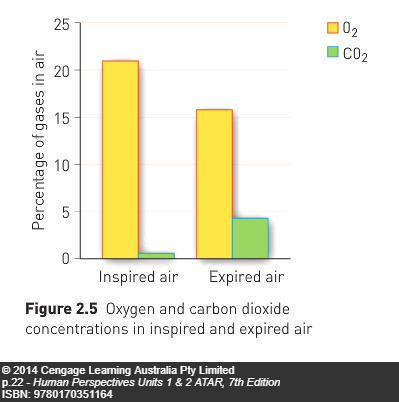 25
20
15
10
5
0
Percentage of gases in air
O2
CO2
Inspired air
Expired air
Figure 2.5 Oxygen and carbon dioxide
concentrations in inspired and expired air
© 2014 Cengage Learning Australia Pty Limited
p.22 - Human Perspectives Units 1 & 2 ATAR, 7th Edition
ISBN: 9780170351164